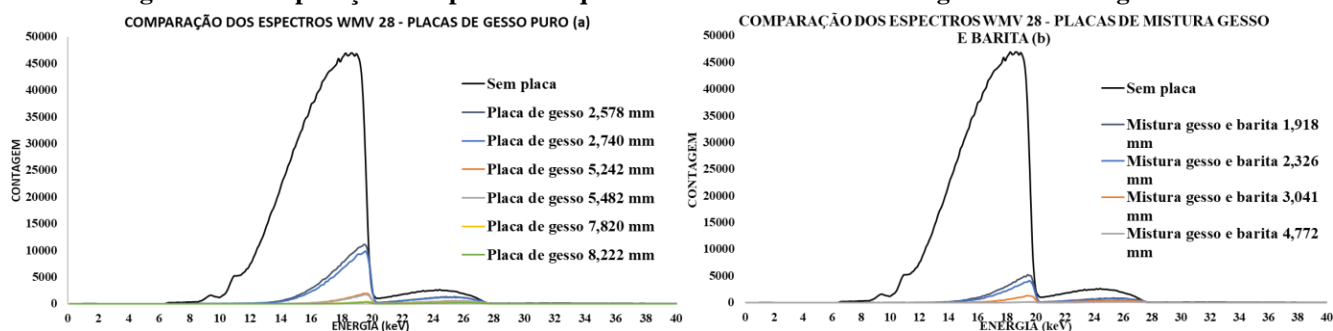 COMPARAÇÃO DOS ESPECTROS WMV 28 - PLACAS DE GESSO PURO (a)
50000
45000
40000
35000
30000
25000
20000
15000
10000
5000
0
CONTAGEM
0 2 4 6 8 10 12 14 16 18 20 22 24 26 28 30 32 34 36 38 40
ENERGIA (keV)
Sem placa
Placa de gesso 2,578 mm
Placa de gesso 2,740 mm
Placa de gesso 5,242 mm
Placa de gesso 5,482 mm
Placa de gesso 7,820 mm
Placa de gesso 8,222 mm
COMPARAÇÃO DOS ESPECTROS WMV 28 - PLACAS DE MISTURA GESSO
E BARITA (b)
50000
45000
40000
35000
30000
25000
20000
15000
10000
5000
0
CONTAGEM
0 2 4 6 8 10 12 14 16 18 20 22 24 26 28 30 32 34 36 38 40
ENERGIA (keV)
Sem placa
Mistura gesso e barita 1,918
mm
Mistura gesso e barita 2,326
mm
Mistura gesso e barita 3,041
mm
Mistura gesso e barita 4,772
mm